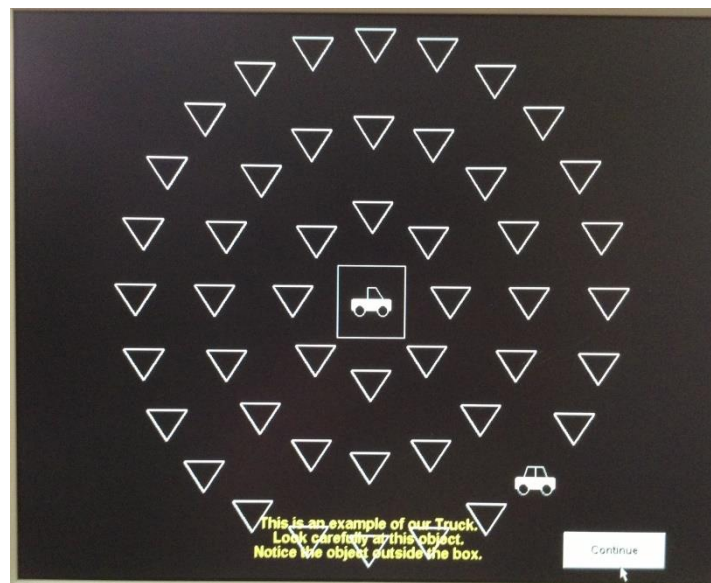 This is an example of our Truck.
Look carefully at this object.
Notice the object outside the box.
Continue